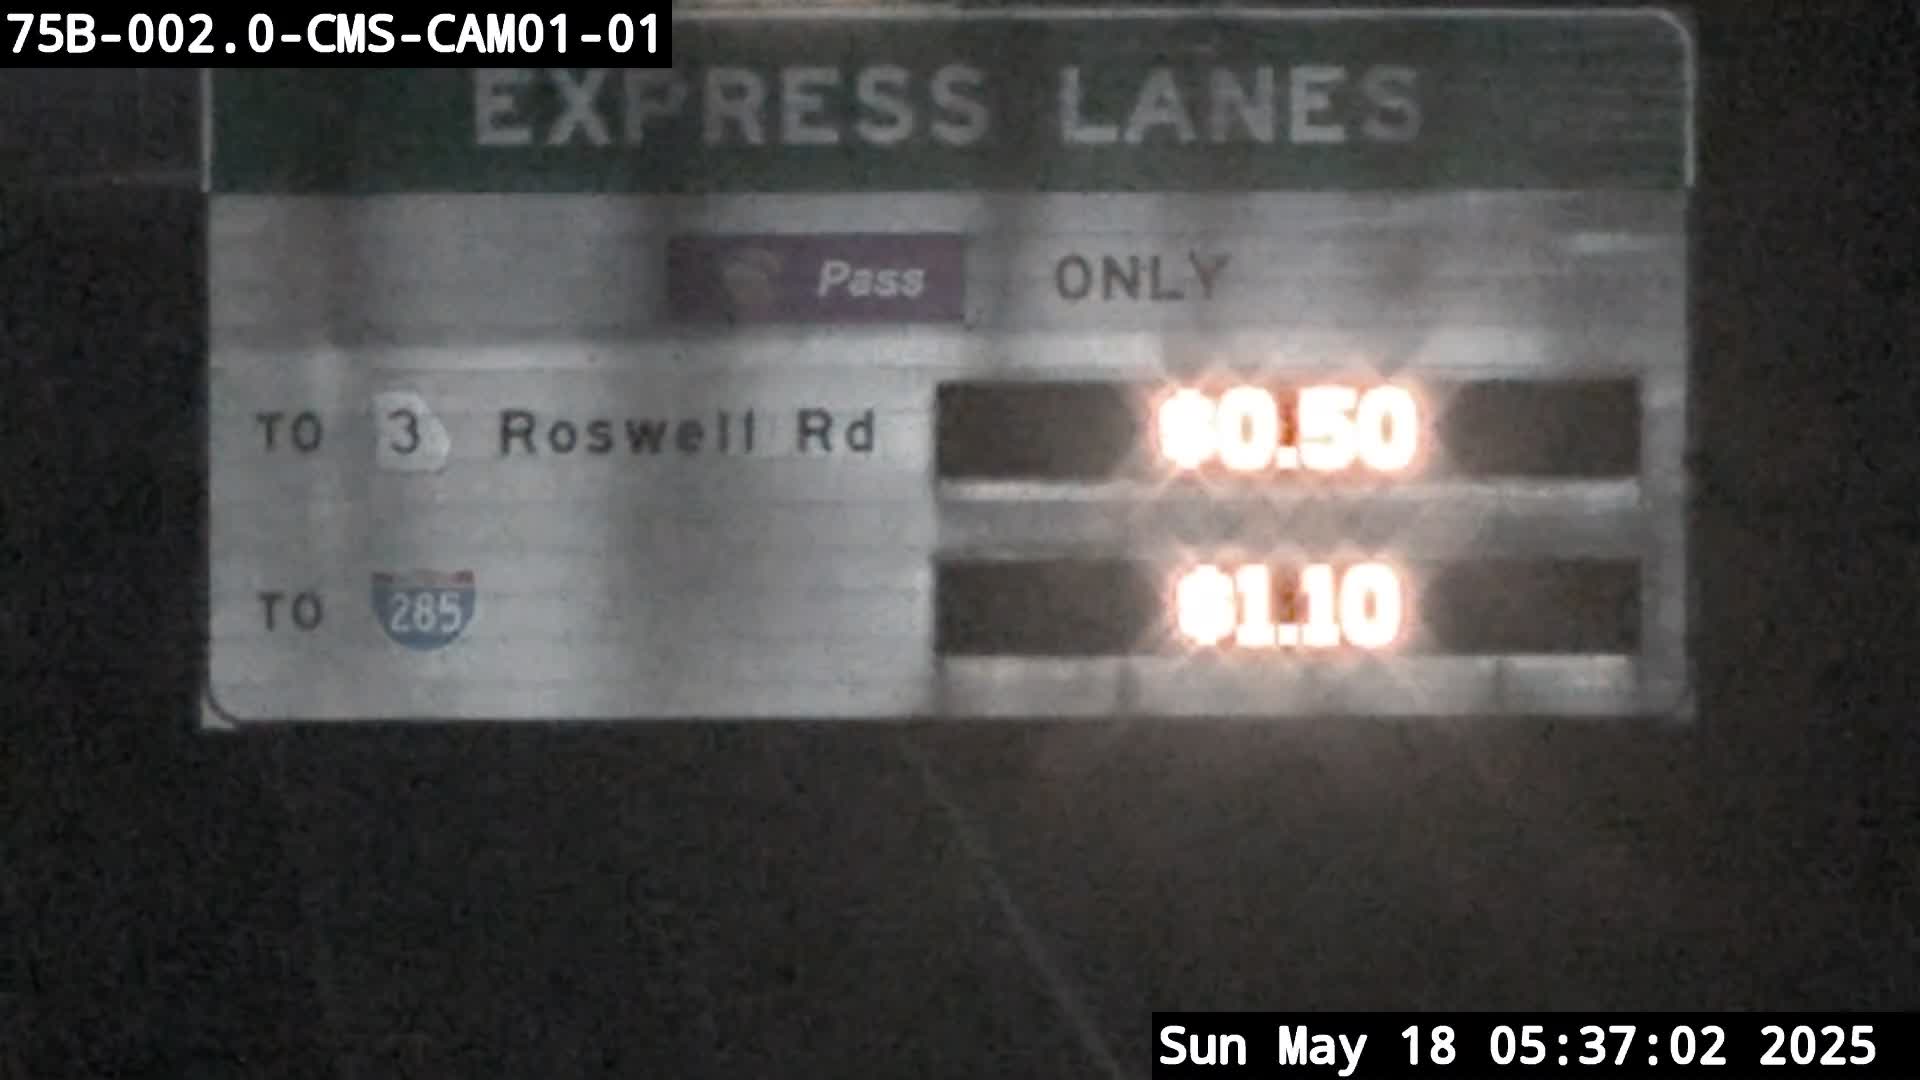 75B-002.0-CMS-CAM01-01
EXPRESS LANES
Pass ONLY
TO 3 Roswell Rd $0.50
TO 285 $1.10
Sun May 18 05:37:02 2025